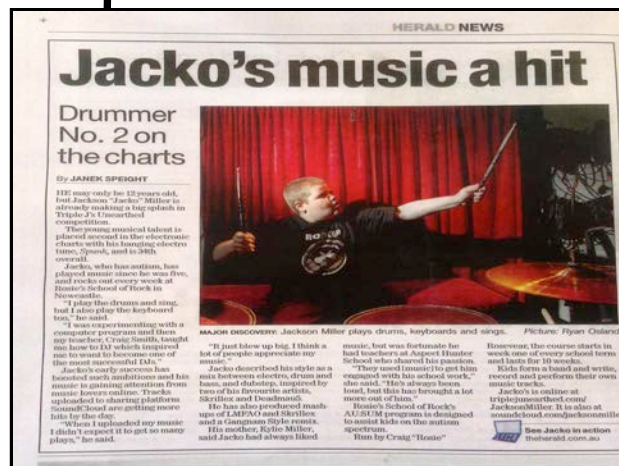 HERALD NEWS
Jacko's music a hit
Drummer
No. 2 on
the charts
By JANEK SPEIGHT
HE may only be 12 years old,
but Jackson "Jacko" Miller is
already making a big splash in
Triple J's Unearthed
competition.
The young musical talent is
placed second in the electronic
charts with his banging electro
tune, Spunk, and is 34th
overall.
Jacko, who has autism, has
played music since he was five,
and rocks out every week at
Rosie's School of Rock in
Newcastle.
"I play the drums and sing,
but I also play the keyboard
too," he said.
"I was experimenting with a
computer program and then
my teacher, Craig Smith, taught
me how to DJ which inspired
me to want to become one of
the most successful DJs."
Jacko's early success has
boosted such ambitions and his
music is gaining attention from
music lovers online. Tracks
uploaded to sharing platform
SoundCloud are getting more
hits by the day.
"When I uploaded my music
I didn't expect it to get so many
plays," he said.
MAJOR DISCOVERY: Jackson Miller plays drums, keyboards and sings. Picture: Ryan Osland
"It just blew up big. I think a
lot of people appreciate my
music."
Jacko described his style as a
mix between electro, drum and
bass, and dubstep, inspired by
two of his favourite artists,
Skrillex and Deadmau5.
He has also produced mash-
ups of LMFAO and Skrillex
and a Gangnam Style remix.
His mother, Kylie Miller,
said Jacko had always liked
music, but was fortunate he
had teachers at Aspect Hunter
School who shared his passion.
"They used [music] to get him
engaged with his school work,"
she said. "He's always been
loud, but this has brought a lot
more out of him."
Rosie's School of Rock's
AU:SUM program is designed
to assist kids on the autism
spectrum.
Run by Craig "Rosie"
Rosevear, the course starts in
week one of every school term
and lasts for 10 weeks.
Kids form a band and write,
record and perform their own
music tracks.
Jacko's is online at
triplejunearthed.com/
JacksonMiller. It is also at
soundcloud.com/jacksonmille
See Jacko in action
theherald.com.au